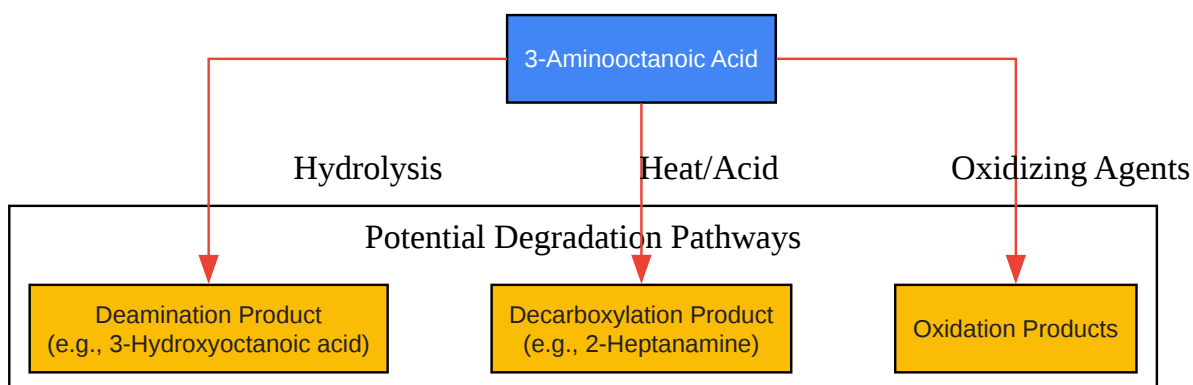 3-Aminooctanoic Acid
Hydrolysis
Heat/Acid
Oxidizing Agents
Potential Degradation Pathways
Deamination Product
(e.g., 3-Hydroxyoctanoic acid)
Decarboxylation Product
(e.g., 2-Heptanamine)
Oxidation Products